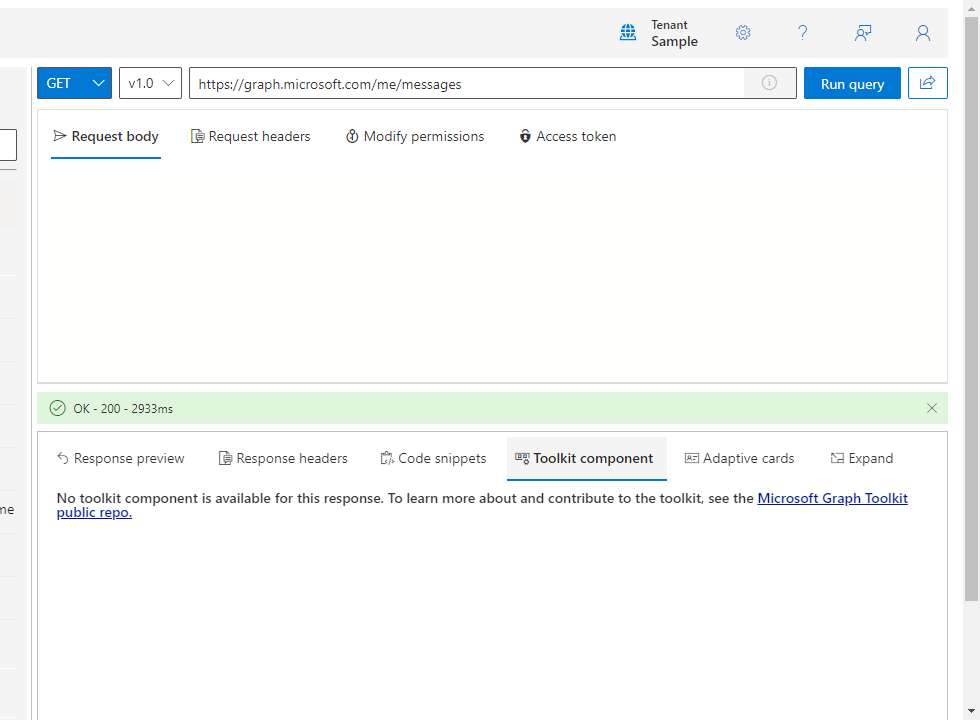 Tenant
Sample
GET
v1.0
https://graph.microsoft.com/me/messages
Run query
Request body
Request headers
Modify permissions
Access token
OK - 200 - 2933ms
Response preview
Response headers
Code snippets
Toolkit component
Adaptive cards
Expand
No toolkit component is available for this response. To learn more about and contribute to the toolkit, see the Microsoft Graph Toolkit
public repo.
me